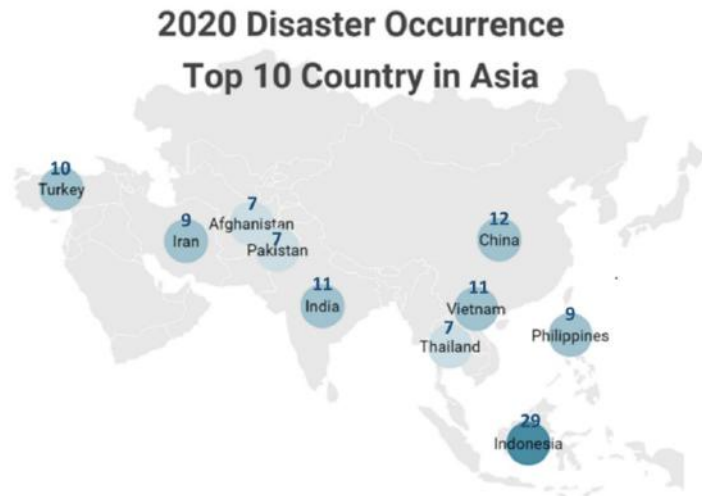 2020 Disaster Occurrence
Top 10 Country in Asia
10
Turkey
7
Afghanistan
9
Iran
7
Pakistan
12
China
11
India
11
Vietnam
7
Thailand
9
Philippines
29
Indonesia